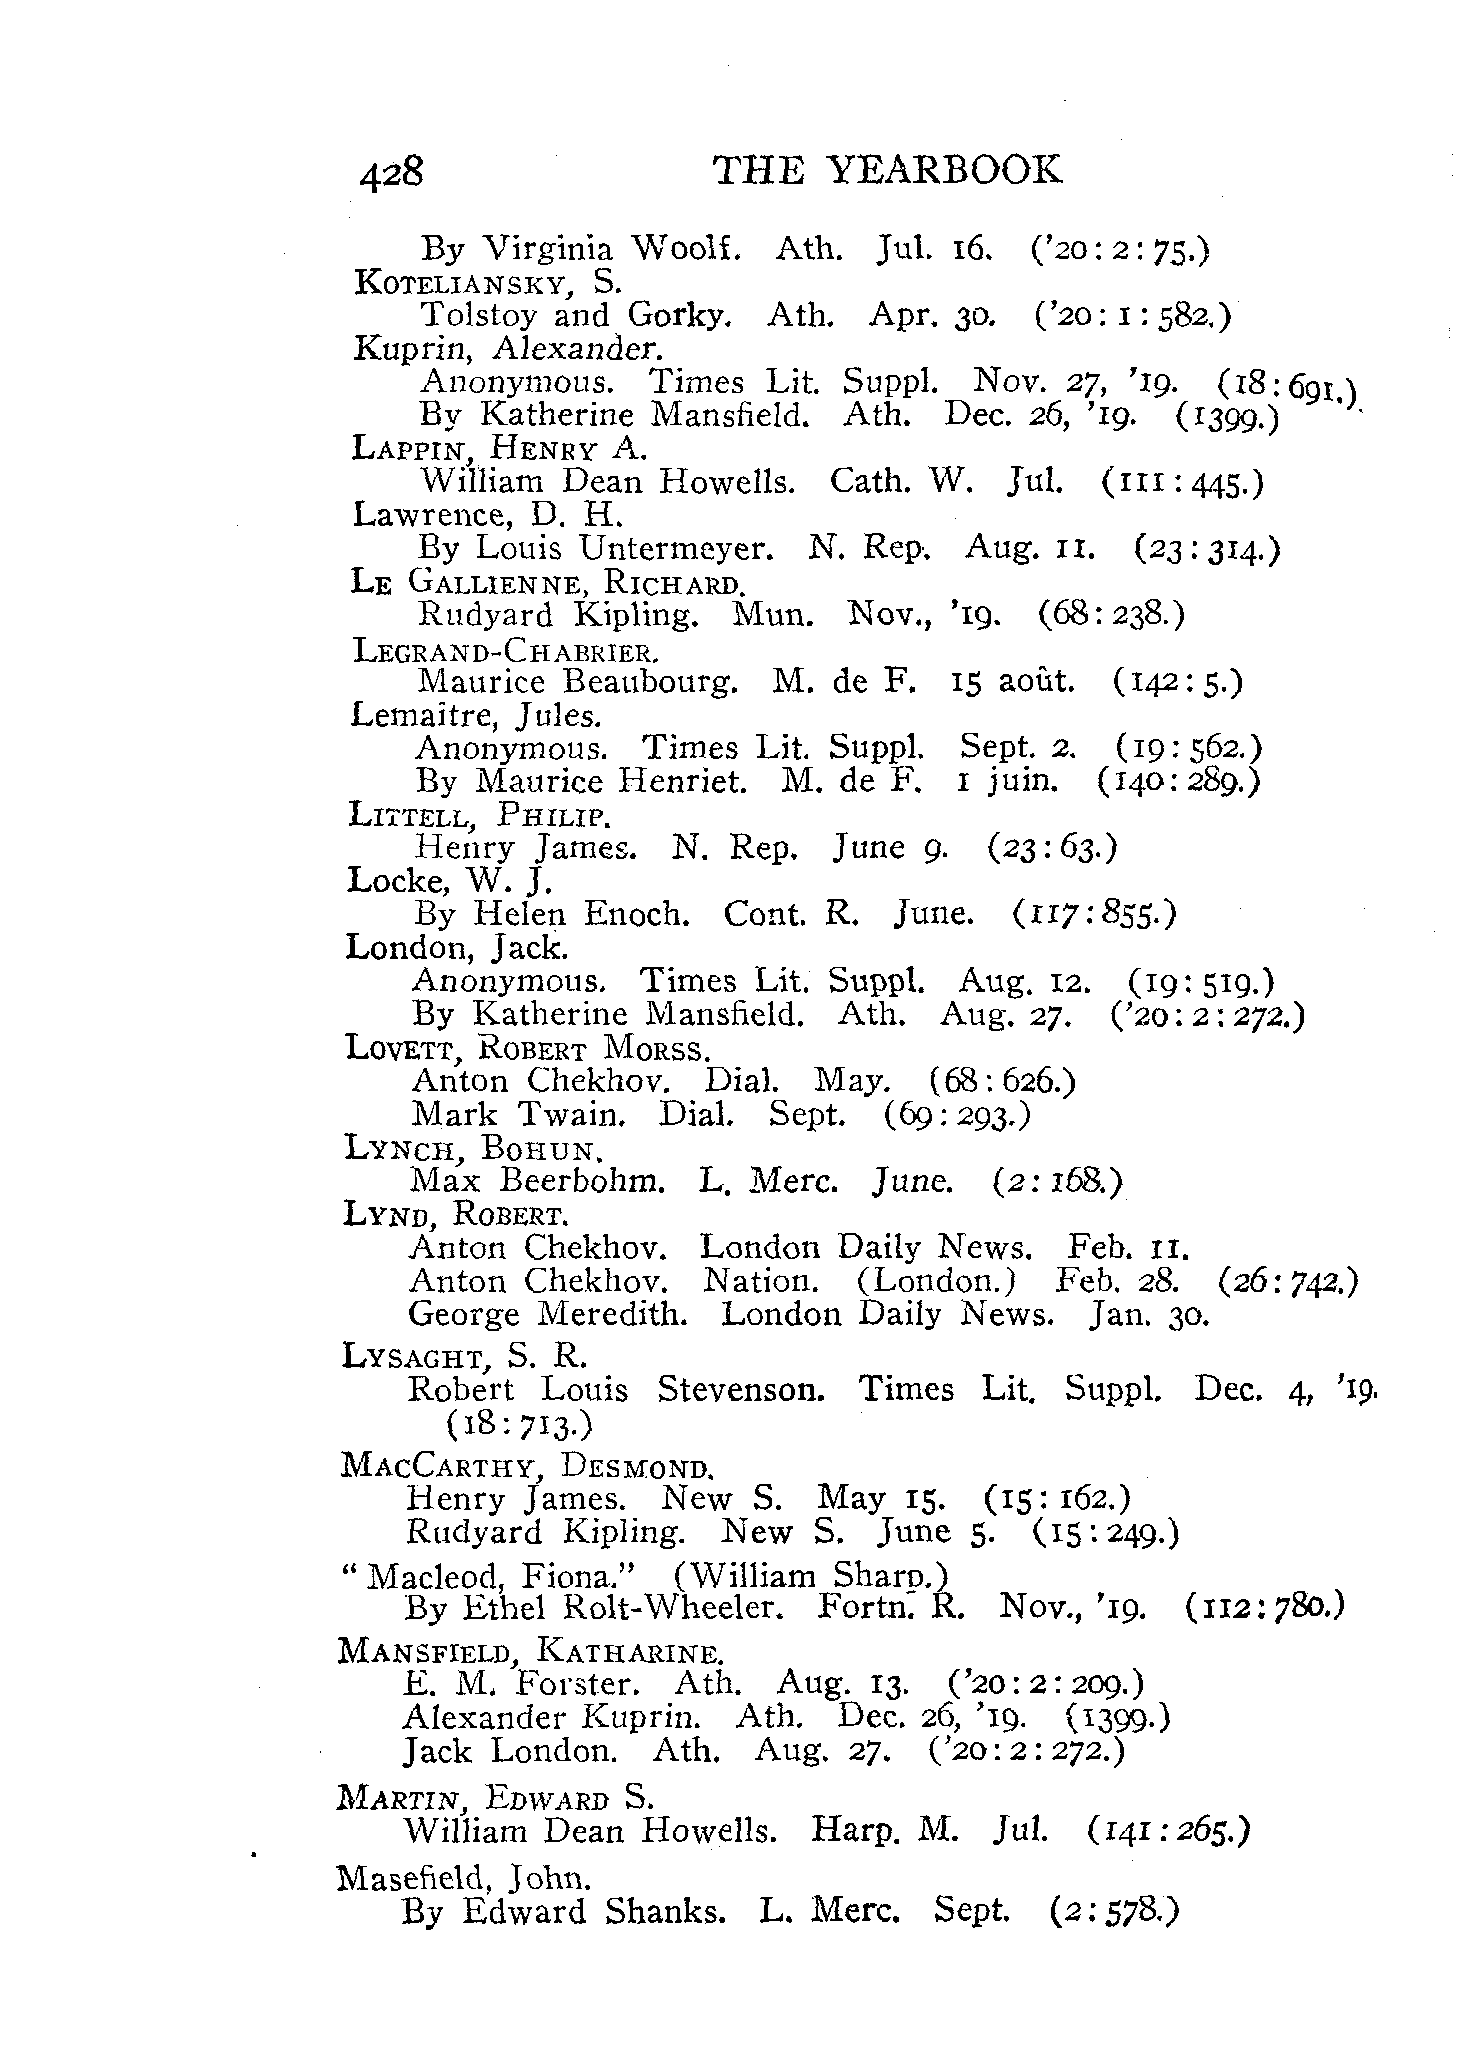 428 THE YEARBOOK
By Virginia Woolf. Ath. Jul. 16. ('20:2:75.)
KOTELIANSKY, S.
Tolstoy and Gorky. Ath. Apr. 30. ('20:1:582.)
Kuprin, Alexander.
Anonymous. Times Lit. Suppl. Nov. 27, '19. (18:691.)
By Katherine Mansfield. Ath. Dec. 26, '19. (1399.)
LAPPIN, HENRY A.
William Dean Howells. Cath. W. Jul. (111:445.)
Lawrence, D. H.
By Louis Untermeyer. N. Rep. Aug. 11. (23:314.)
LE GALLIENNE, RICHARD.
Rudyard Kipling. Mun. Nov., '19. (68:238.)
LEGRAND-CHABRIER.
Maurice Beaubourg. M. de F. 15 août. (142:5.)
Lemaitre, Jules.
Anonymous. Times Lit. Suppl. Sept. 2. (19:562.)
By Maurice Henriet. M. de F. 1 juin. (140:289.)
LITTELL, PHILIP.
Henry James. N. Rep. June 9. (23:63.)
Locke, W. J.
By Helen Enoch. Cont. R. June. (117:855.)
London, Jack.
Anonymous. Times Lit. Suppl. Aug. 12. (19:519.)
By Katherine Mansfield. Ath. Aug. 27. ('20:2:272.)
LOVETT, ROBERT MORSS.
Anton Chekhov. Dial. May. (68:626.)
Mark Twain. Dial. Sept. (69:293.)
LYNCH, BOHUN.
Max Beerbohm. L. Merc. June. (2:168.)
LYND, ROBERT.
Anton Chekhov. London Daily News. Feb. 11.
Anton Chekhov. Nation. (London.) Feb. 28. (26:742.)
George Meredith. London Daily News. Jan. 30.
LYSAGHT, S. R.
Robert Louis Stevenson. Times Lit. Suppl. Dec. 4, '19.
(18:713.)
MACCARTHY, DESMOND.
Henry James. New S. May 15. (15:162.)
Rudyard Kipling. New S. June 5. (15:249.)
"Macleod, Fiona." (William Sharp.)
By Ethel Rolt-Wheeler. Fortn. R. Nov., '19. (112:780.)
MANSFIELD, KATHARINE.
E. M. Forster. Ath. Aug. 13. ('20:2:209.)
Alexander Kuprin. Ath. Dec. 26, '19. (1399.)
Jack London. Ath. Aug. 27. ('20:2:272.)
MARTIN, EDWARD S.
William Dean Howells. Harp. M. Jul. (141:265.)
Masefield, John.
By Edward Shanks. L. Merc. Sept. (2:578.)